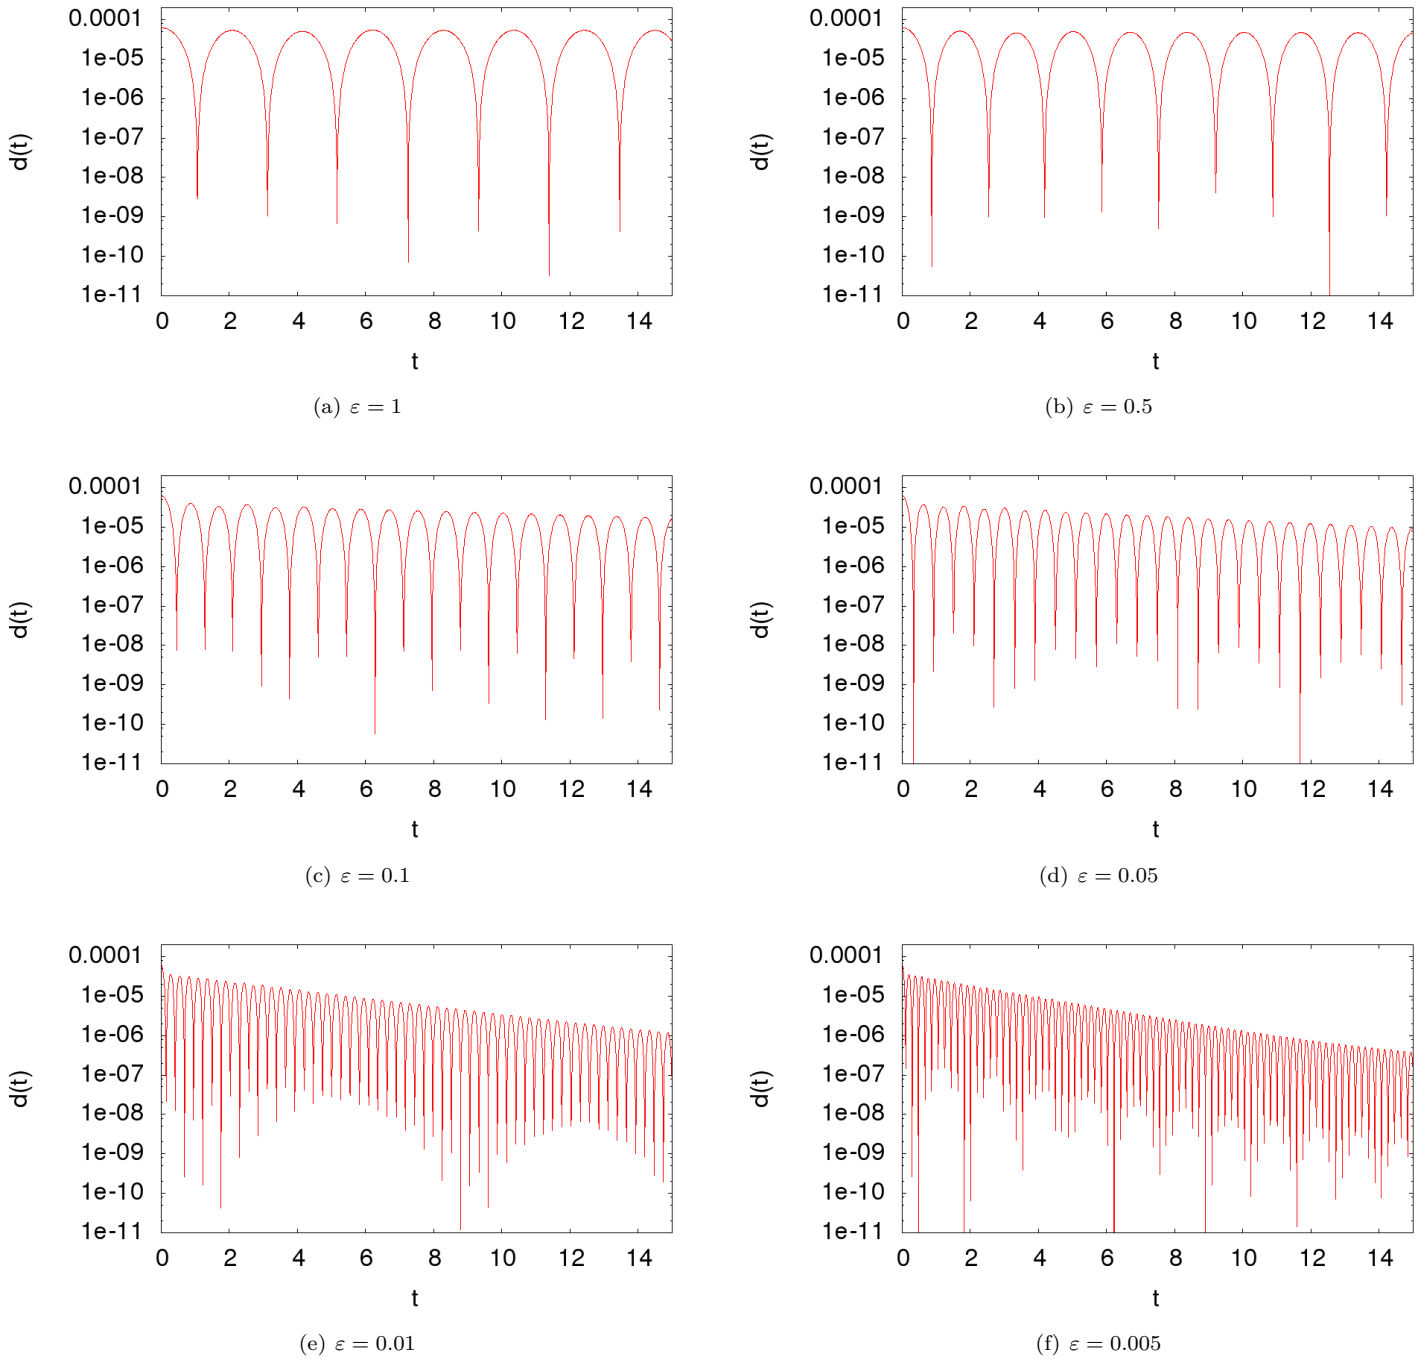 0.0001
1e-05
1e-06
1e-07
1e-08
1e-09
1e-10
1e-11
d(t)
0 2 4 6 8 10 12 14
t
(a) ε = 1
0.0001
1e-05
1e-06
1e-07
1e-08
1e-09
1e-10
1e-11
d(t)
0 2 4 6 8 10 12 14
t
(b) ε = 0.5
0.0001
1e-05
1e-06
1e-07
1e-08
1e-09
1e-10
1e-11
d(t)
0 2 4 6 8 10 12 14
t
(c) ε = 0.1
0.0001
1e-05
1e-06
1e-07
1e-08
1e-09
1e-10
1e-11
d(t)
0 2 4 6 8 10 12 14
t
(d) ε = 0.05
0.0001
1e-05
1e-06
1e-07
1e-08
1e-09
1e-10
1e-11
d(t)
0 2 4 6 8 10 12 14
t
(e) ε = 0.01
0.0001
1e-05
1e-06
1e-07
1e-08
1e-09
1e-10
1e-11
d(t)
0 2 4 6 8 10 12 14
t
(f) ε = 0.005